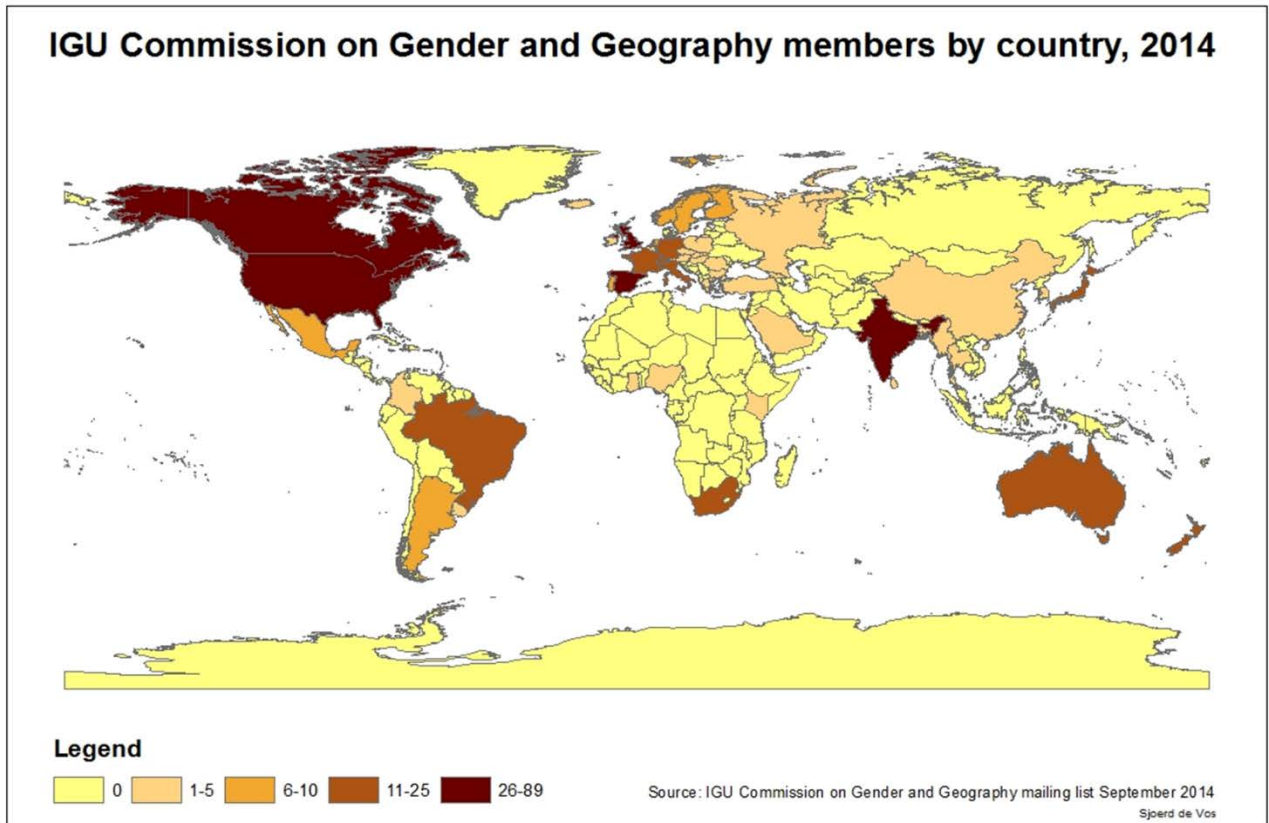 IGU Commission on Gender and Geography members by country, 2014
Legend
0 1-5 6-10 11-25 26-89
Source: IGU Commission on Gender and Geography mailing list September 2014
Sjoerd de Vos